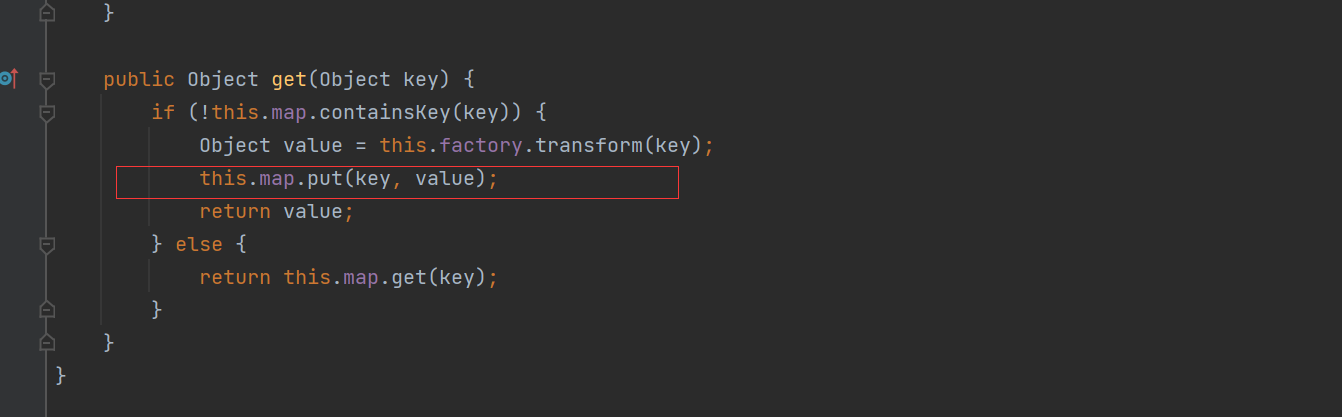 }
public Object get(Object key) {
if (!this.map.containsKey(key)) {
Object value = this.factory.transform(key);
this.map.put(key, value);
return value;
} else {
return this.map.get(key);
}
}
}